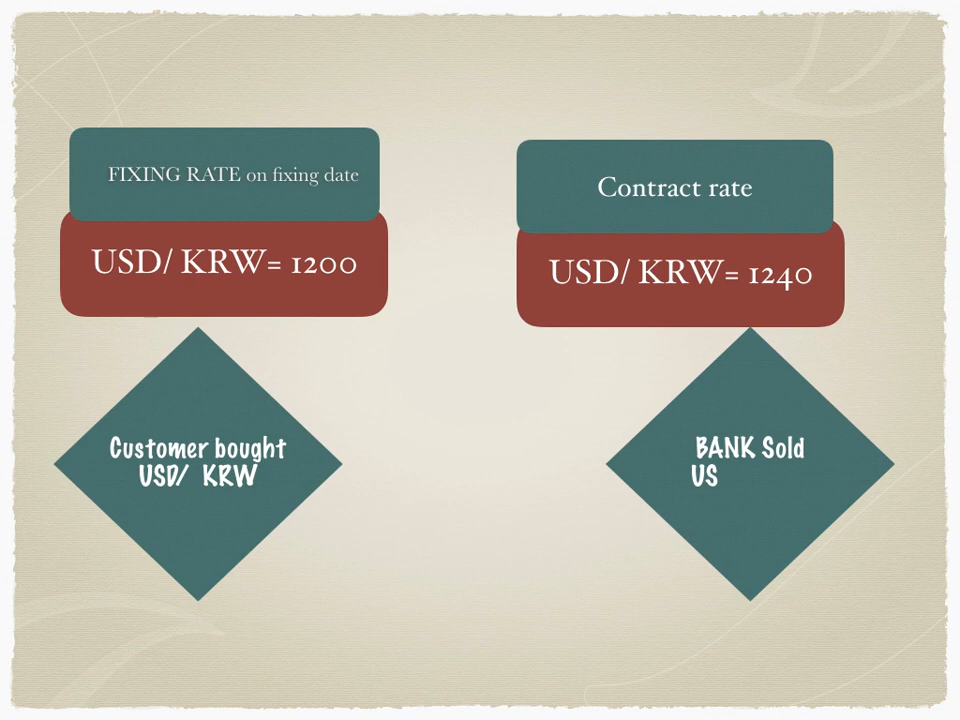 FIXING RATE on fixing date
USD/ KRW= 1200
Contract rate
USD/ KRW= 1240
Customer bought
USD/ KRW
BANK Sold
US